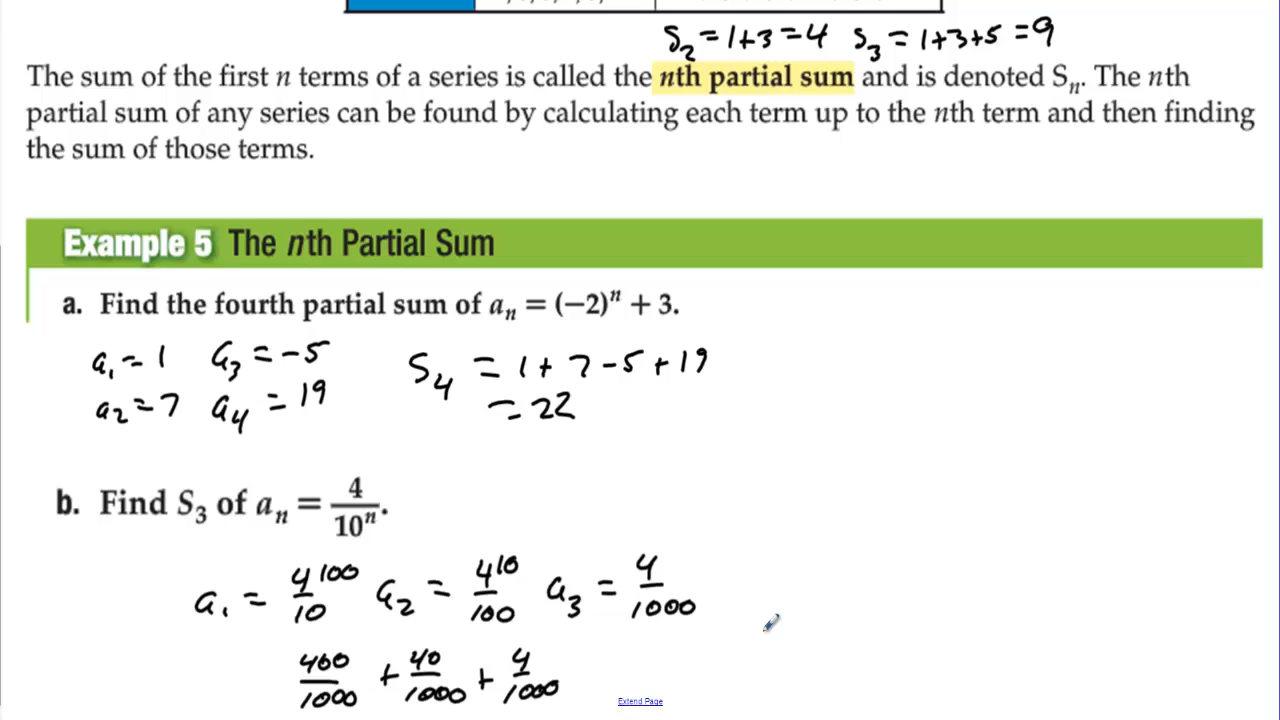 S₂ = 1+3 = 4 S₃ = 1+3+5 = 9
The sum of the first n terms of a series is called the nth partial sum and is denoted Sₙ. The nth
partial sum of any series can be found by calculating each term up to the nth term and then finding
the sum of those terms.
Example 5 The nth Partial Sum
a. Find the fourth partial sum of aₙ = (−2)ⁿ + 3.
a₁ = 1 a₃ = −5 S₄ = 1 + 7 − 5 + 19
a₂ = 7 a₄ = 19 = 22
b. Find S₃ of aₙ = 4/10ⁿ.
a₁ = 4 100/10 a₂ = 4 10/100 a₃ = 4/1000
400/1000 + 40/1000 + 4/1000
Extend Page